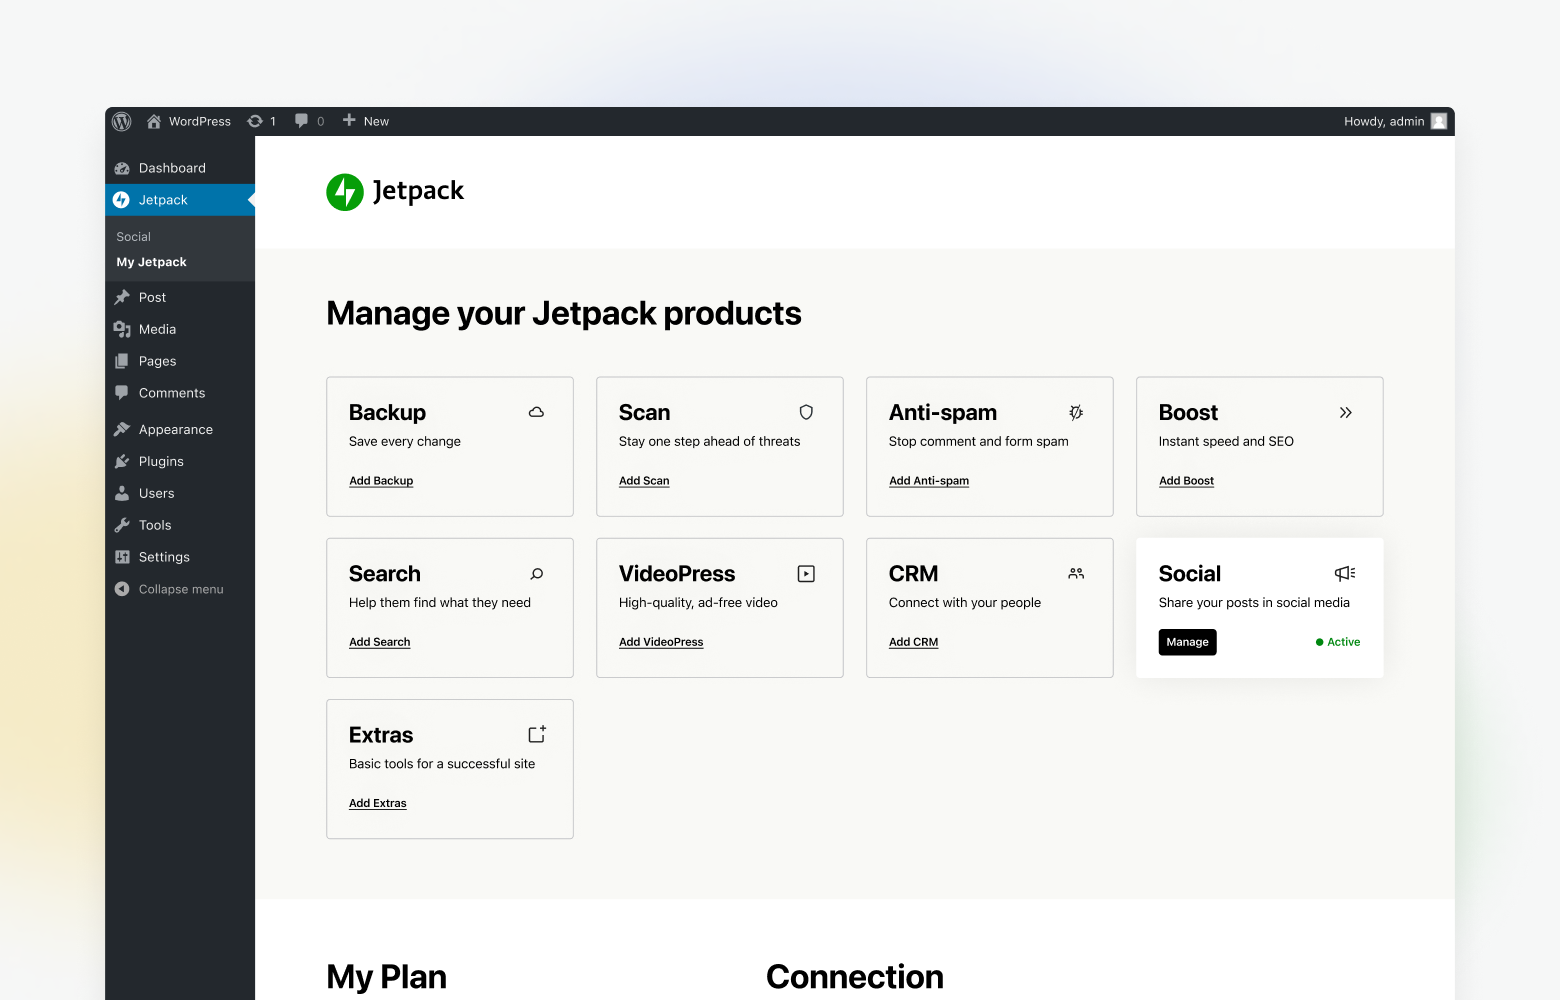 WordPress 1 0 New Howdy, admin
Dashboard
Jetpack
Social
My Jetpack
Post
Media
Pages
Comments
Appearance
Plugins
Users
Tools
Settings
Collapse menu
Jetpack
Manage your Jetpack products
Backup
Save every change
Add Backup
Scan
Stay one step ahead of threats
Add Scan
Anti-spam
Stop comment and form spam
Add Anti-spam
Boost
Instant speed and SEO
Add Boost
Search
Help them find what they need
Add Search
VideoPress
High-quality, ad-free video
Add VideoPress
CRM
Connect with your people
Add CRM
Social
Share your posts in social media
Manage Active
Extras
Basic tools for a successful site
Add Extras
My Plan
Connection